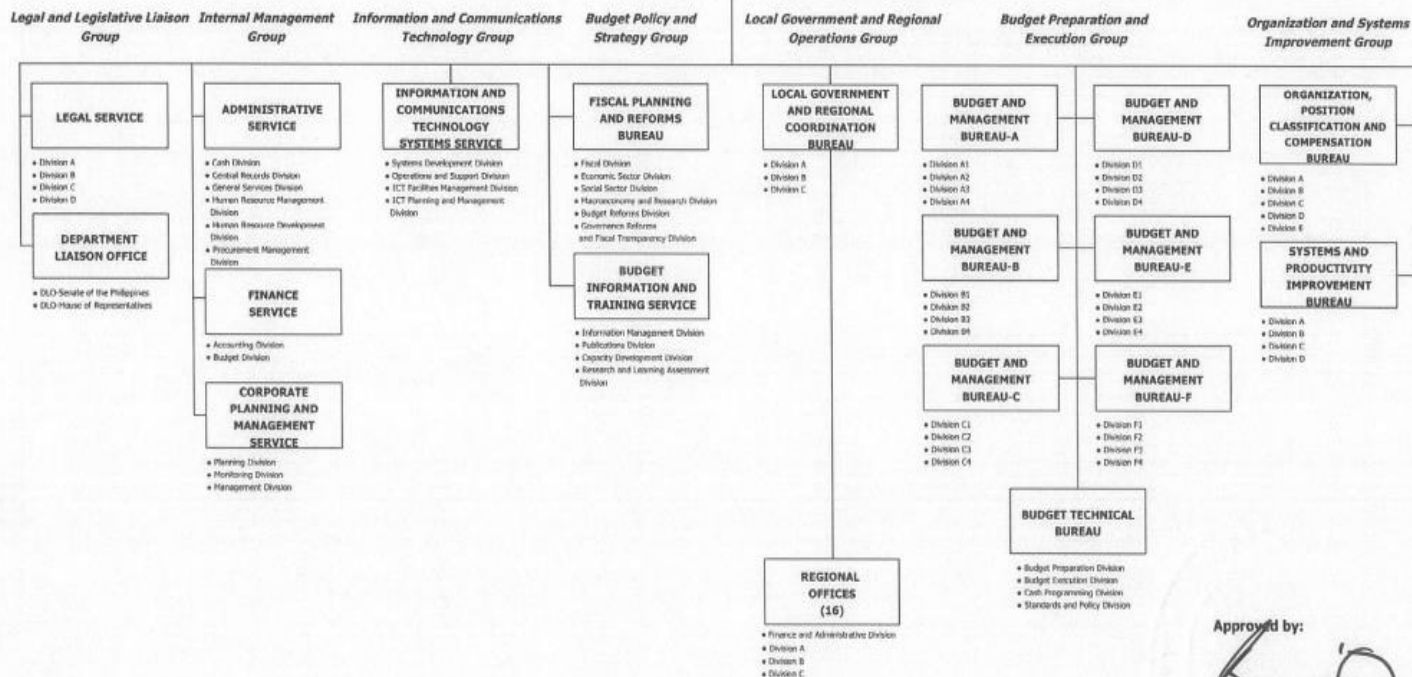 Legal and Legislative Liaison
Group
Internal Management
Group
Information and Communications
Technology Group
Budget Policy and
Strategy Group
Local Government and Regional
Operations Group
Budget Preparation and
Execution Group
Organization and Systems
Improvement Group
LEGAL SERVICE
• Division A
• Division B
• Division C
• Division D
DEPARTMENT
LIAISON OFFICE
• DLO-Senate of the Philippines
• DLO-House of Representatives
ADMINISTRATIVE
SERVICE
• Cash Division
• Central Records Division
• General Services Division
• Human Resource Management
Division
• Human Resource Development
Division
• Procurement Management
Division
FINANCE
SERVICE
• Accounting Division
• Budget Division
CORPORATE
PLANNING AND
MANAGEMENT
SERVICE
• Planning Division
• Monitoring Division
• Management Division
INFORMATION AND
COMMUNICATIONS
TECHNOLOGY
SYSTEMS SERVICE
• Systems Development Division
• Operations and Support Division
• ICT Facilities Management Division
• ICT Planning and Management
Division
FISCAL PLANNING
AND REFORMS
BUREAU
• Fiscal Division
• Economic Sector Division
• Social Sector Division
• Macroeconomy and Research Division
• Budget Reforms Division
• Governance Reforms
and Fiscal Transparency Division
BUDGET
INFORMATION AND
TRAINING SERVICE
• Information Management Division
• Publications Division
• Capacity Development Division
• Research and Learning Assessment
Division
LOCAL GOVERNMENT
AND REGIONAL
COORDINATION
BUREAU
• Division A
• Division B
• Division C
REGIONAL
OFFICES
(16)
• Finance and Administrative Division
• Division A
• Division B
• Division C
BUDGET AND
MANAGEMENT
BUREAU-A
• Division A1
• Division A2
• Division A3
• Division A4
BUDGET AND
MANAGEMENT
BUREAU-B
• Division B1
• Division B2
• Division B3
• Division B4
BUDGET AND
MANAGEMENT
BUREAU-C
• Division C1
• Division C2
• Division C3
• Division C4
BUDGET AND
MANAGEMENT
BUREAU-D
• Division D1
• Division D2
• Division D3
• Division D4
BUDGET AND
MANAGEMENT
BUREAU-E
• Division E1
• Division E2
• Division E3
• Division E4
BUDGET AND
MANAGEMENT
BUREAU-F
• Division F1
• Division F2
• Division F3
• Division F4
BUDGET TECHNICAL
BUREAU
• Budget Preparation Division
• Budget Execution Division
• Cash Programming Division
• Standards and Policy Division
ORGANIZATION,
POSITION
CLASSIFICATION AND
COMPENSATION
BUREAU
• Division A
• Division B
• Division C
• Division D
• Division E
SYSTEMS AND
PRODUCTIVITY
IMPROVEMENT
BUREAU
• Division A
• Division B
• Division C
• Division D
Approved by: